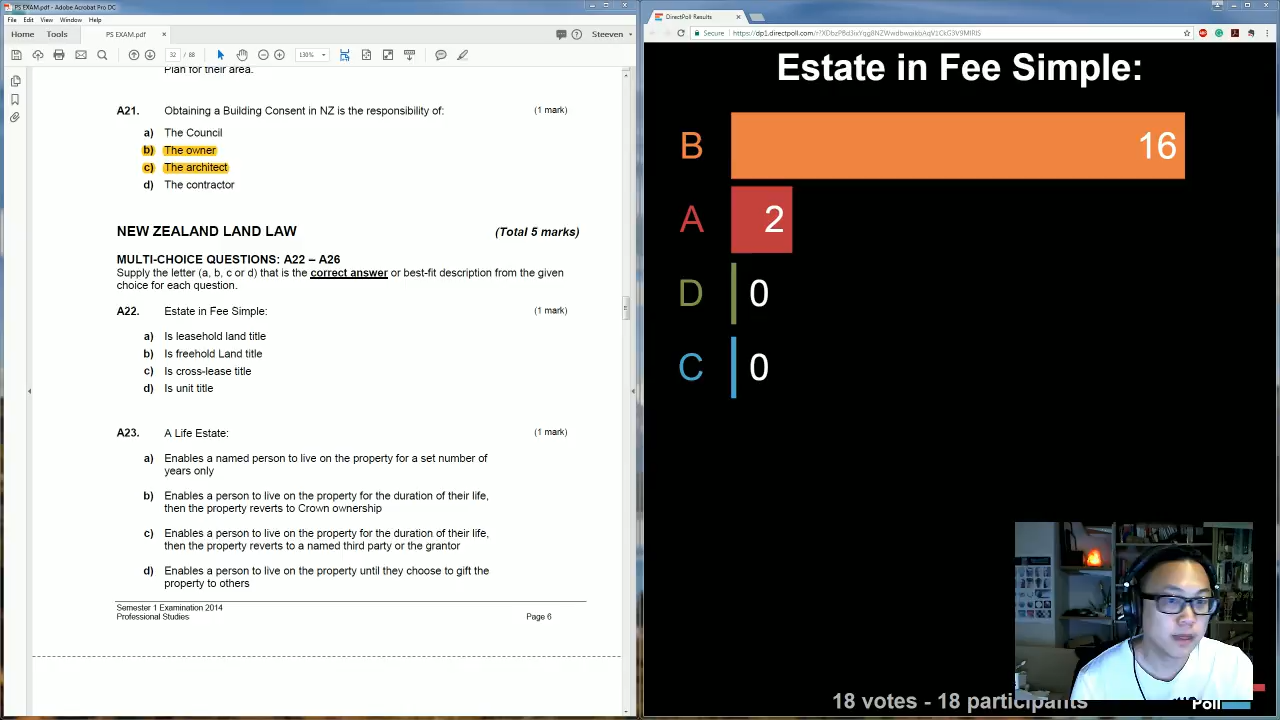 PS EXAM.pdf - Adobe Acrobat Pro DC
File Edit View Window Help
Home Tools PS EXAM.pdf × Steeven
32 / 88 130%
Plan for their area.
A21. Obtaining a Building Consent in NZ is the responsibility of: (1 mark)
a) The Council
b) The owner
c) The architect
d) The contractor
NEW ZEALAND LAND LAW (Total 5 marks)
MULTI-CHOICE QUESTIONS: A22 – A26
Supply the letter (a, b, c or d) that is the correct answer or best-fit description from the given
choice for each question.
A22. Estate in Fee Simple: (1 mark)
a) Is leasehold land title
b) Is freehold Land title
c) Is cross-lease title
d) Is unit title
A23. A Life Estate: (1 mark)
a) Enables a named person to live on the property for a set number of
years only
b) Enables a person to live on the property for the duration of their life,
then the property reverts to Crown ownership
c) Enables a person to live on the property for the duration of their life,
then the property reverts to a named third party or the grantor
d) Enables a person to live on the property until they choose to gift the
property to others
Semester 1 Examination 2014
Professional Studies Page 6
DirectPoll Results
Secure
Estate in Fee Simple:
B 16
A 2
D 0
C 0
18 votes - 18 participants
Poll